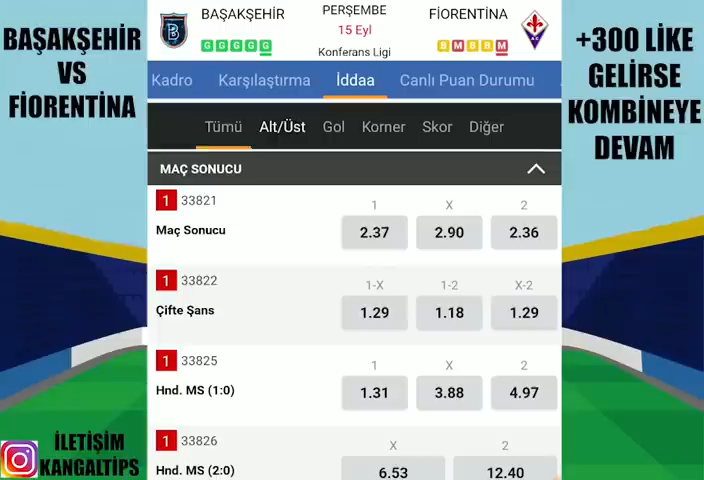 BAŞAKŞEHİR
VS
FİORENTİNA
BAŞAKŞEHİR
G G G G G
PERŞEMBE
15 Eyl
Konferans Ligi
FİORENTİNA
B M B B M
+300 LİKE
GELİRSE
KOMBİNEYE
DEVAM
Kadro Karşılaştırma İddaa Canlı Puan Durumu
Tümü Alt/Üst Gol Korner Skor Diğer
MAÇ SONUCU
1 33821
1 X 2
Maç Sonucu 2.37 2.90 2.36
1 33822
1-X 1-2 X-2
Çifte Şans 1.29 1.18 1.29
1 33825
1 X 2
Hnd. MS (1:0) 1.31 3.88 4.97
1 33826
X 2
Hnd. MS (2:0) 6.53 12.40
İLETİŞİM
KANGALTİPS